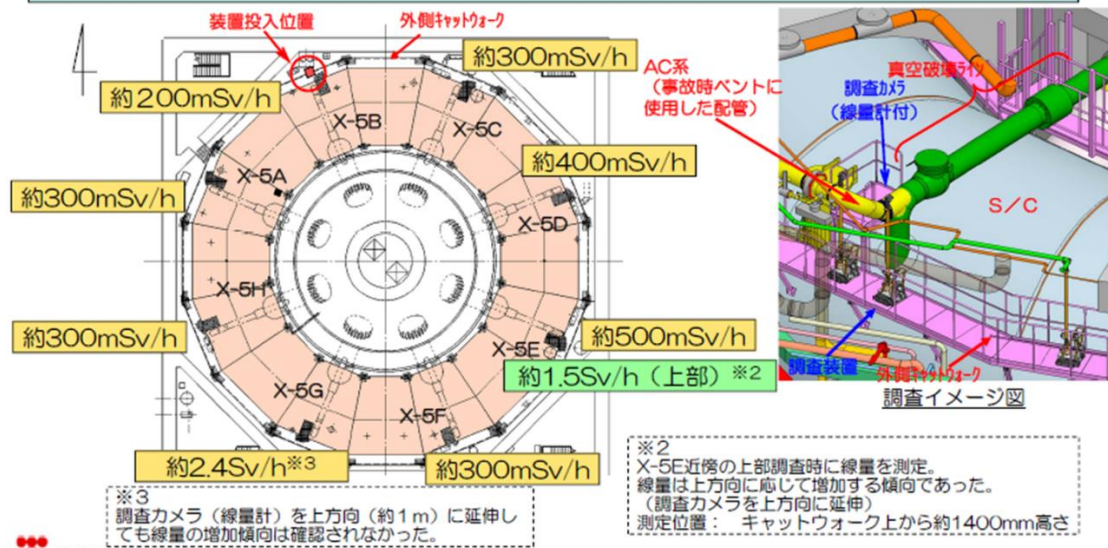 装置投入位置
外側キャットウォーク
約300mSv/h
約200mSv/h
X-5B
X-5C
約400mSv/h
X-5A
約300mSv/h
X-5D
X-5H
約300mSv/h
X-5E
約500mSv/h
約1.5Sv/h（上部）※2
X-5G
X-5F
約2.4Sv/h※3
約300mSv/h
※3
調査カメラ（線量計）を上方向（約1m）に延伸し
ても線量の増加傾向は確認されなかった。
AC系
（事故時ベントに
使用した配管）
真空破壊ライン
調査カメラ
（線量計付）
S/C
調査装置
外側キャットウォーク
調査イメージ図
※2
X-5E近傍の上部調査時に線量を測定。
線量は上方向に応じて増加する傾向であった。
（調査カメラを上方向に延伸）
測定位置：　キャットウォーク上から約1400mm高さ